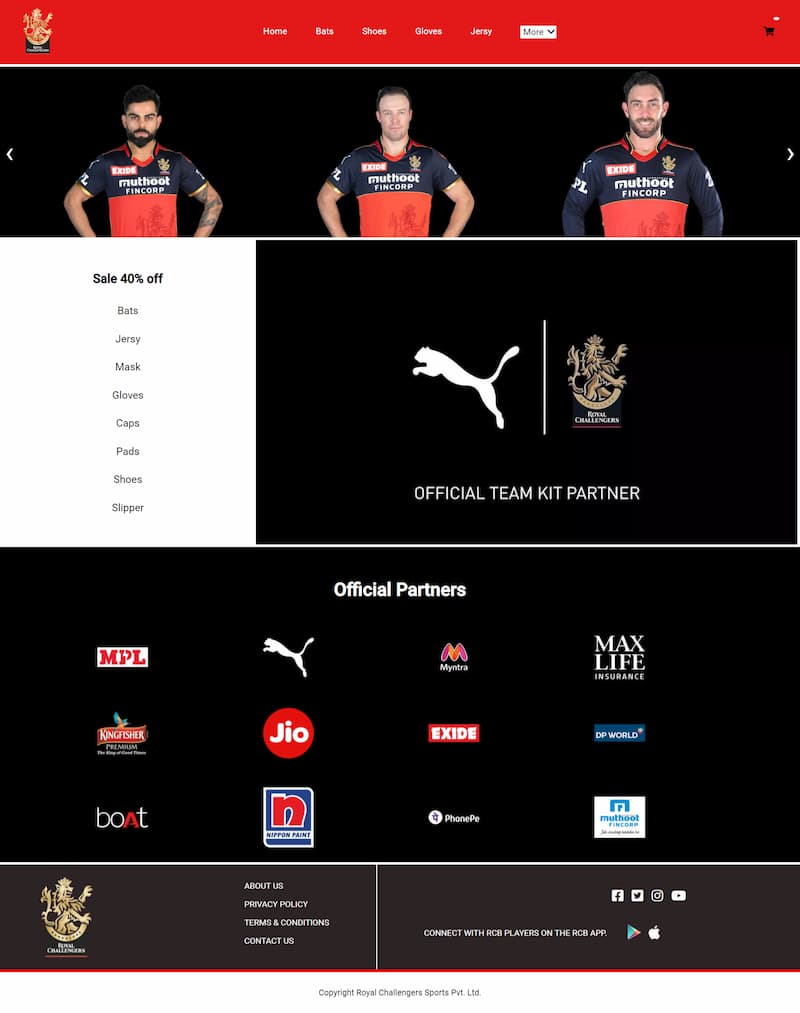 ROYAL
CHALLENGERS
Home Bats Shoes Gloves Jersy More
EXIDE
muthoot
FINCORP
EXIDE
muthoot
FINCORP
EXIDE
muthoot
FINCORP
Sale 40% off
Bats
Jersy
Mask
Gloves
Caps
Pads
Shoes
Slipper
ROYAL
CHALLENGERS
OFFICIAL TEAM KIT PARTNER
Official Partners
MPL
Myntra
MAX
LIFE
INSURANCE
KINGFISHER
PREMIUM
The King of Good Times
Jio
EXIDE
DP WORLD
boAt
n
NIPPON PAINT
PhonePe
muthoot
FINCORP
ROYAL
CHALLENGERS
ABOUT US
PRIVACY POLICY
TERMS & CONDITIONS
CONTACT US
CONNECT WITH RCB PLAYERS ON THE RCB APP.
Copyright Royal Challengers Sports Pvt. Ltd.